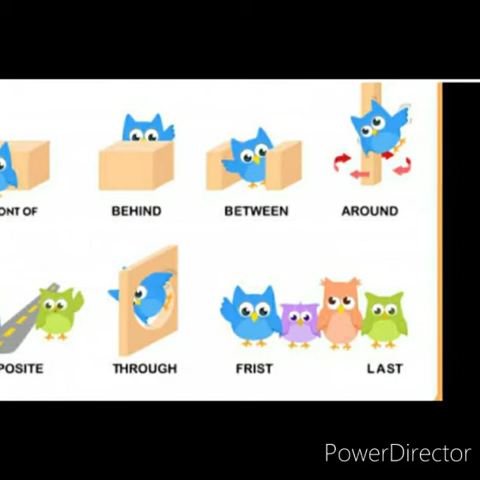 ONT OF BEHIND BETWEEN AROUND
POSITE THROUGH FRIST LAST
PowerDirector